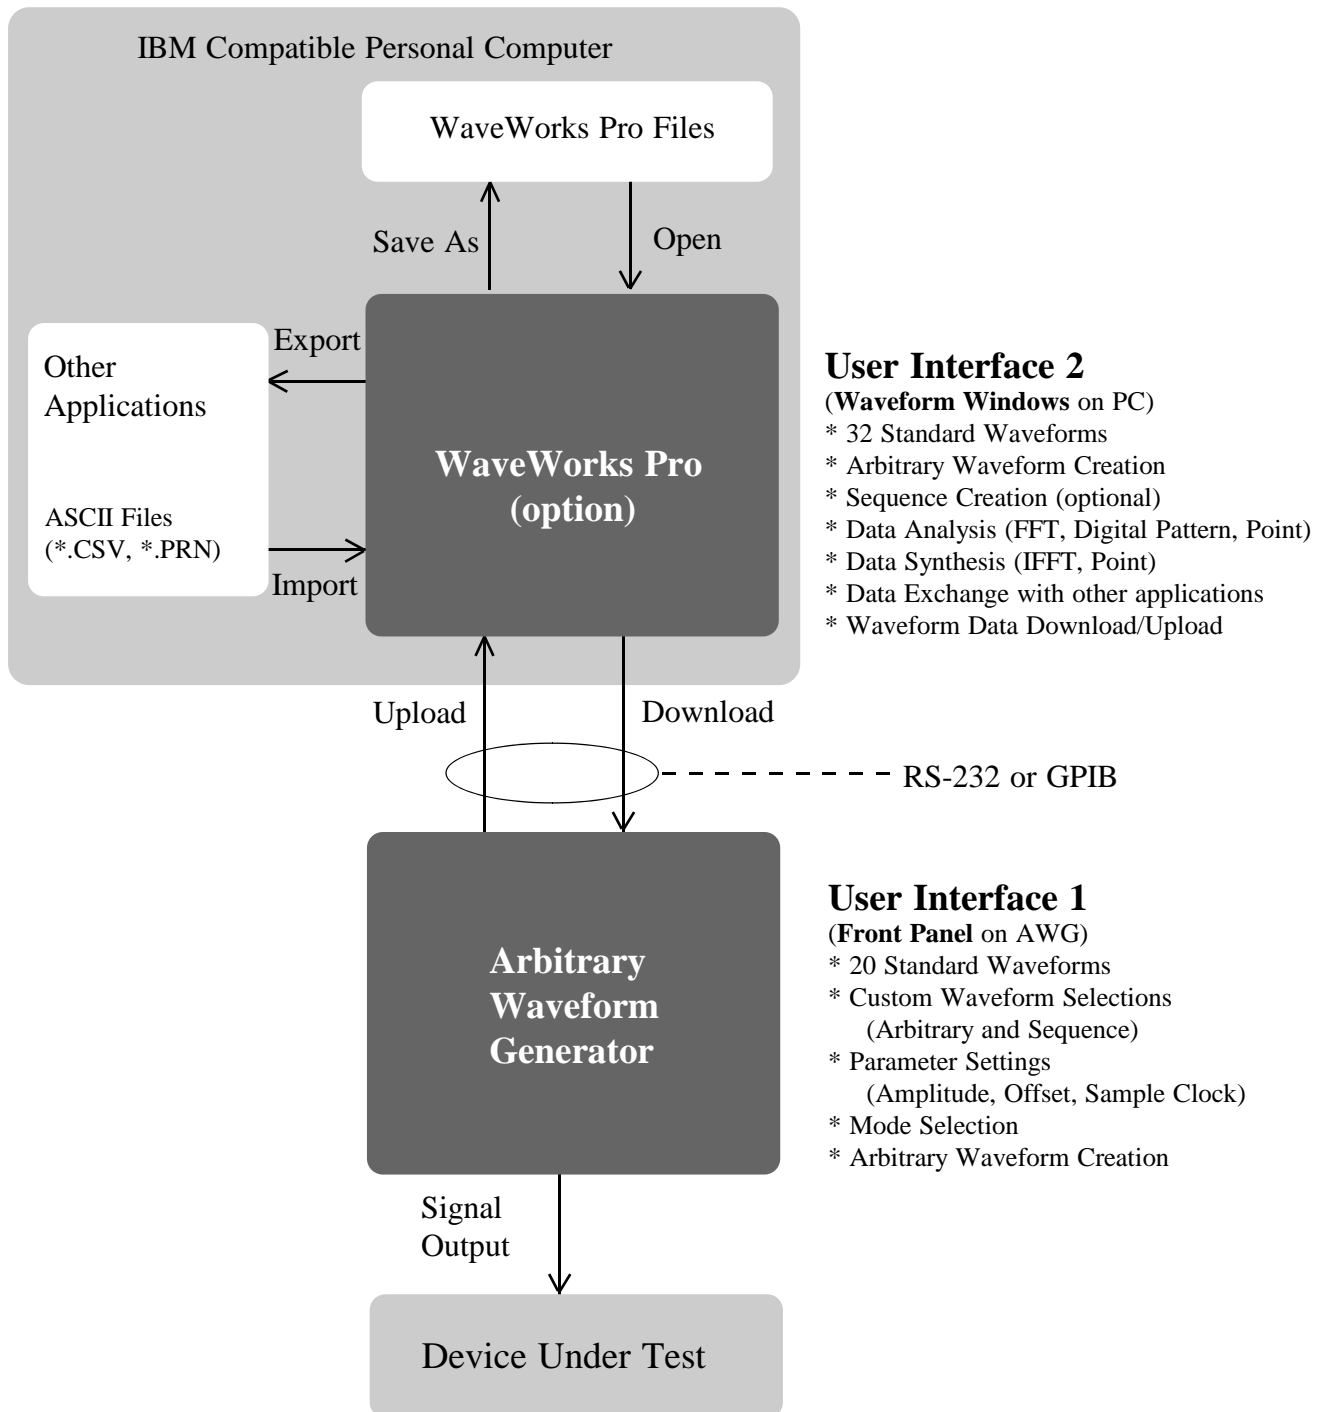 IBM Compatible Personal Computer
WaveWorks Pro Files
Save As
Open
Export
Other
Applications
ASCII Files
(*.CSV, *.PRN)
Import
WaveWorks Pro
(option)
User Interface 2
(Waveform Windows on PC)
* 32 Standard Waveforms
* Arbitrary Waveform Creation
* Sequence Creation (optional)
* Data Analysis (FFT, Digital Pattern, Point)
* Data Synthesis (IFFT, Point)
* Data Exchange with other applications
* Waveform Data Download/Upload
Upload
Download
RS-232 or GPIB
Arbitrary
Waveform
Generator
User Interface 1
(Front Panel on AWG)
* 20 Standard Waveforms
* Custom Waveform Selections
(Arbitrary and Sequence)
* Parameter Settings
(Amplitude, Offset, Sample Clock)
* Mode Selection
* Arbitrary Waveform Creation
Signal
Output
Device Under Test